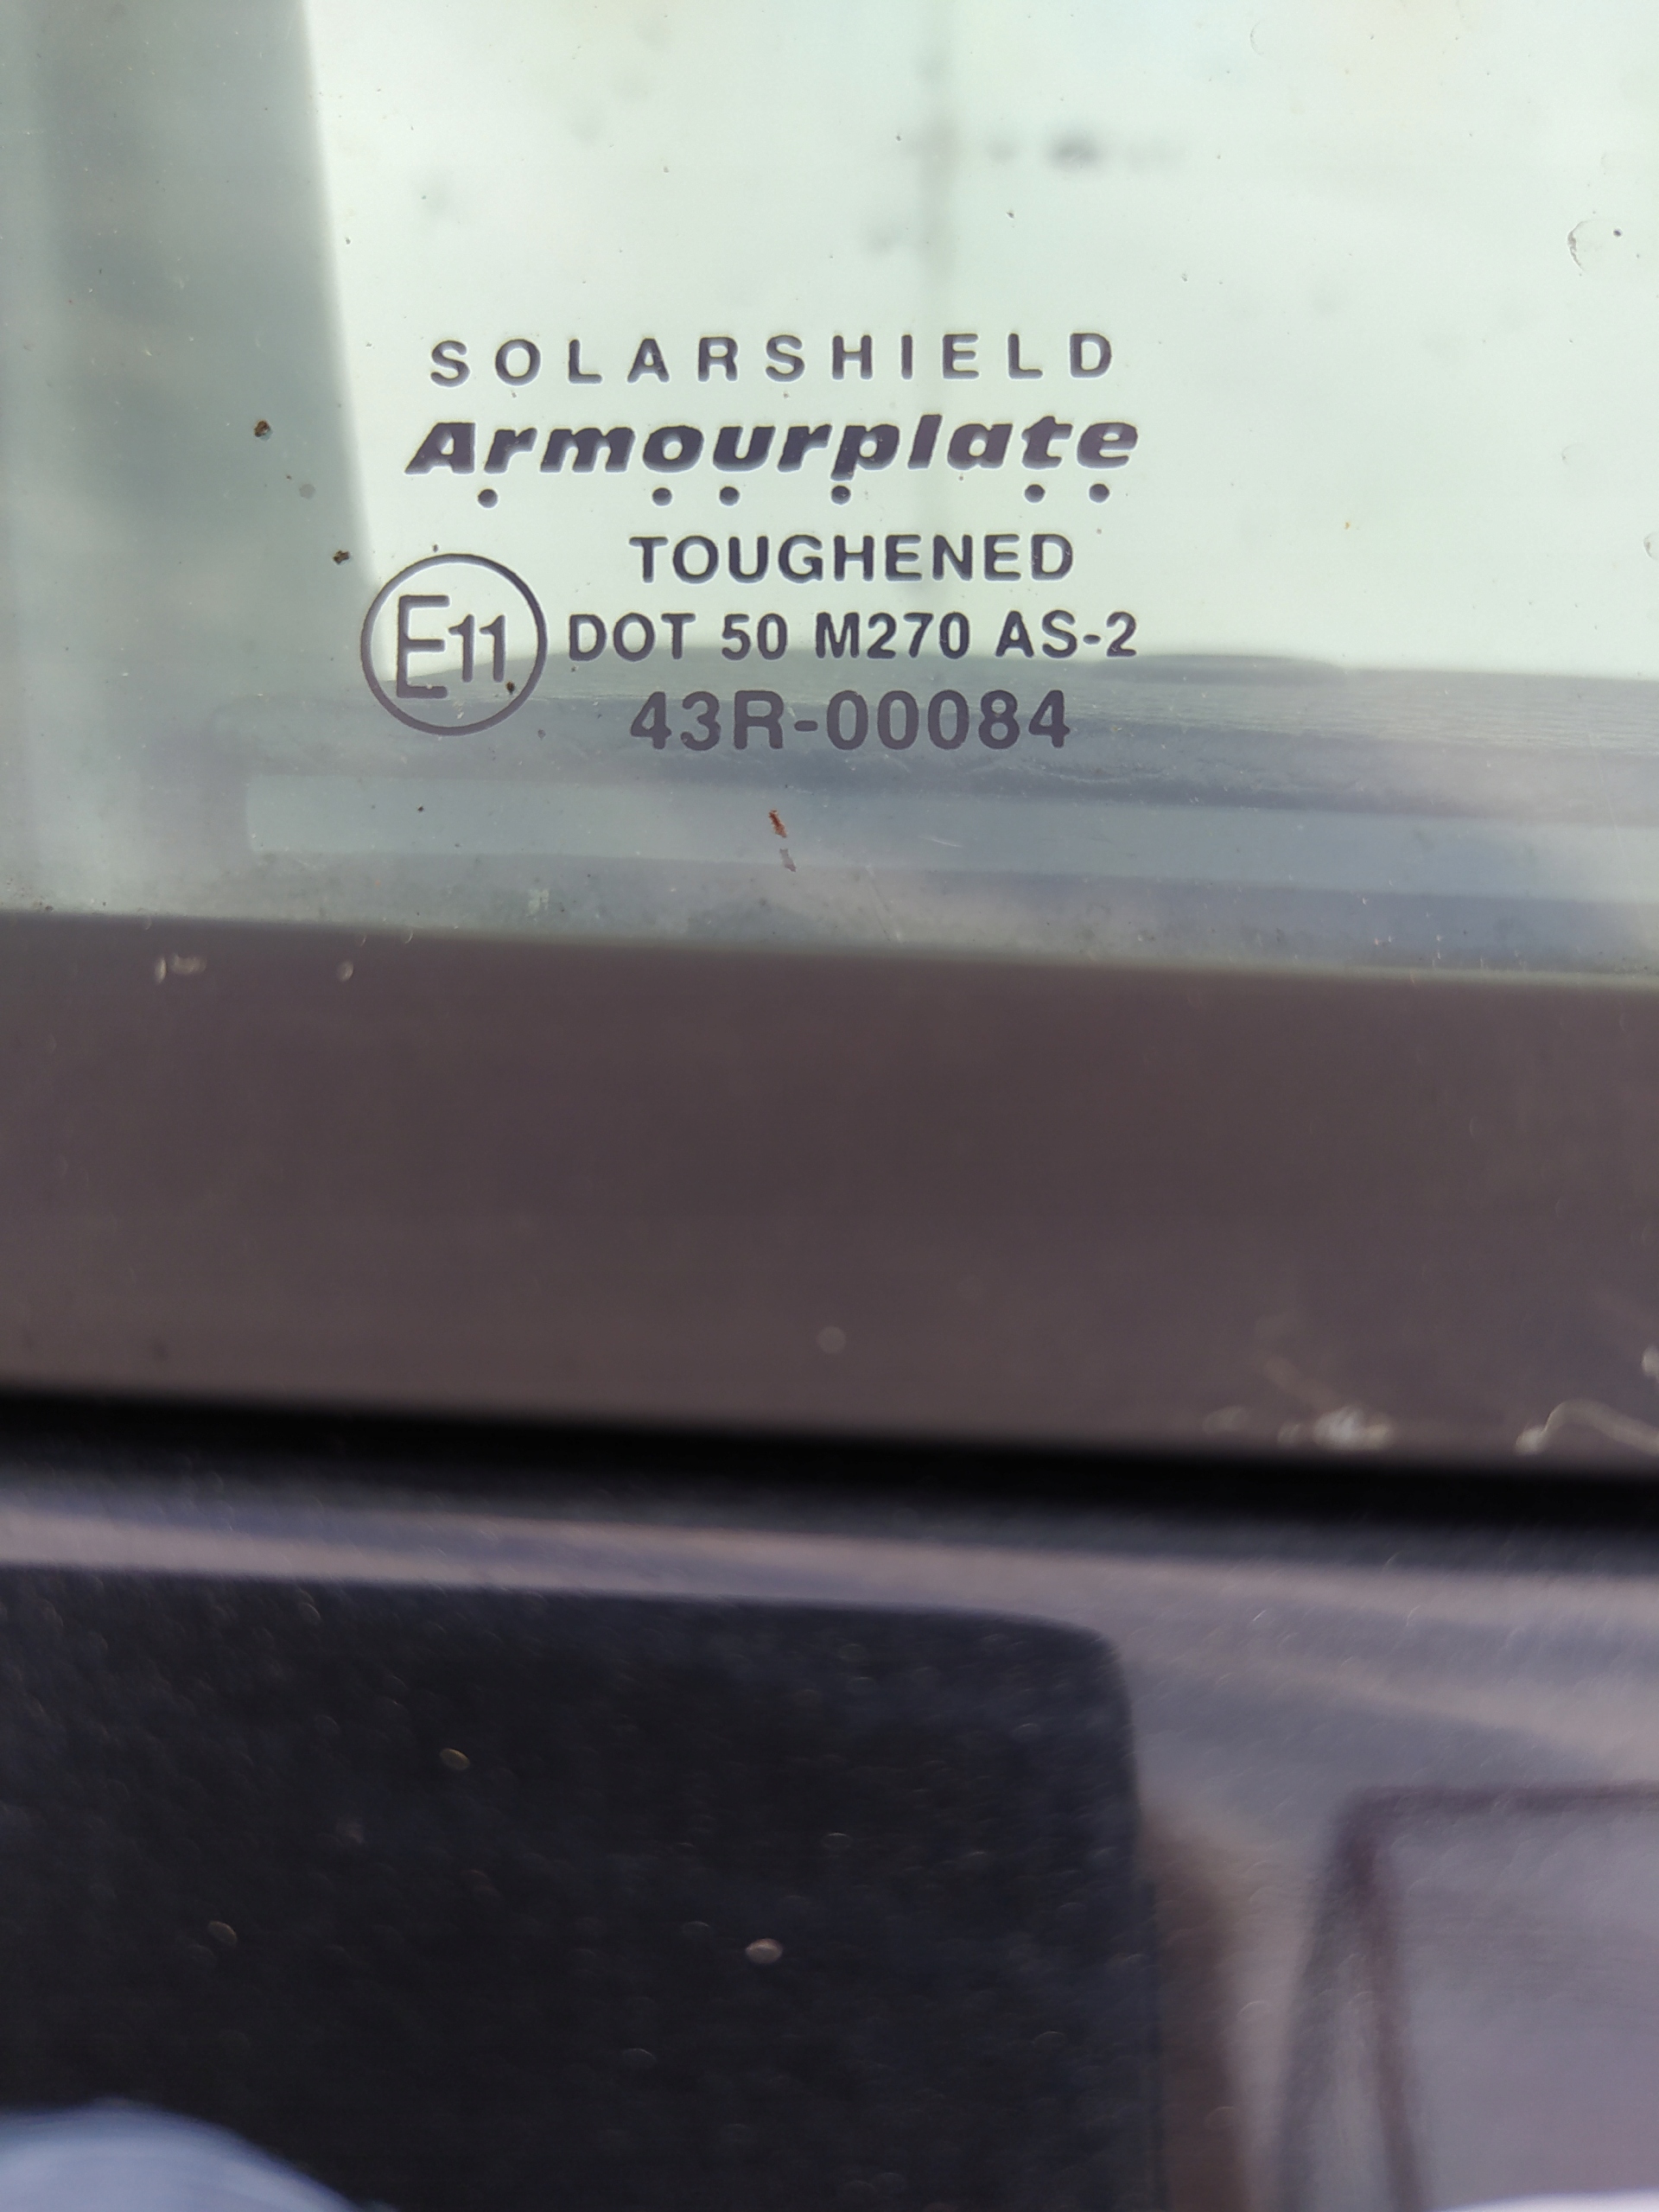 SOLARSHIELD
Armourplate
TOUGHENED
E11 DOT 50 M270 AS-2
43R-00084